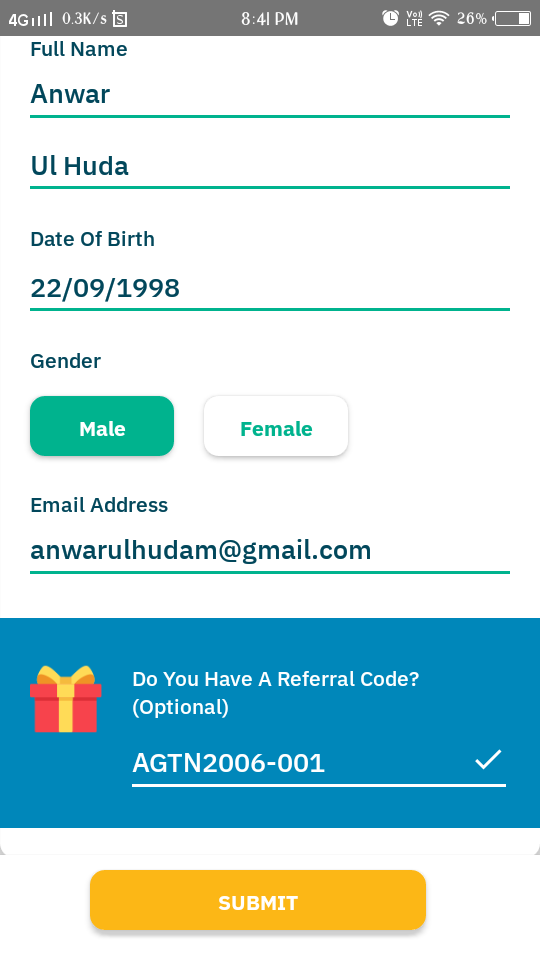 4G 0.3K/s S 8:41 PM Vo) LTE 26%
Full Name
Anwar
Ul Huda
Date Of Birth
22/09/1998
Gender
Male Female
Email Address
anwarulhudam@gmail.com
Do You Have A Referral Code?
(Optional)
AGTN2006-001
SUBMIT